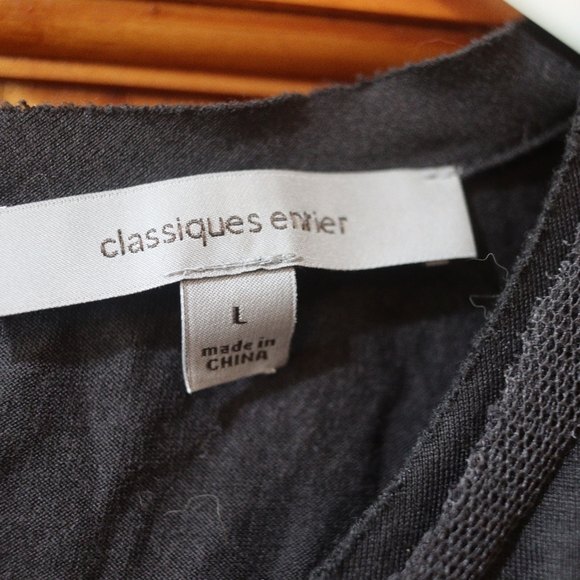 classiques entier
L
made in
CHINA